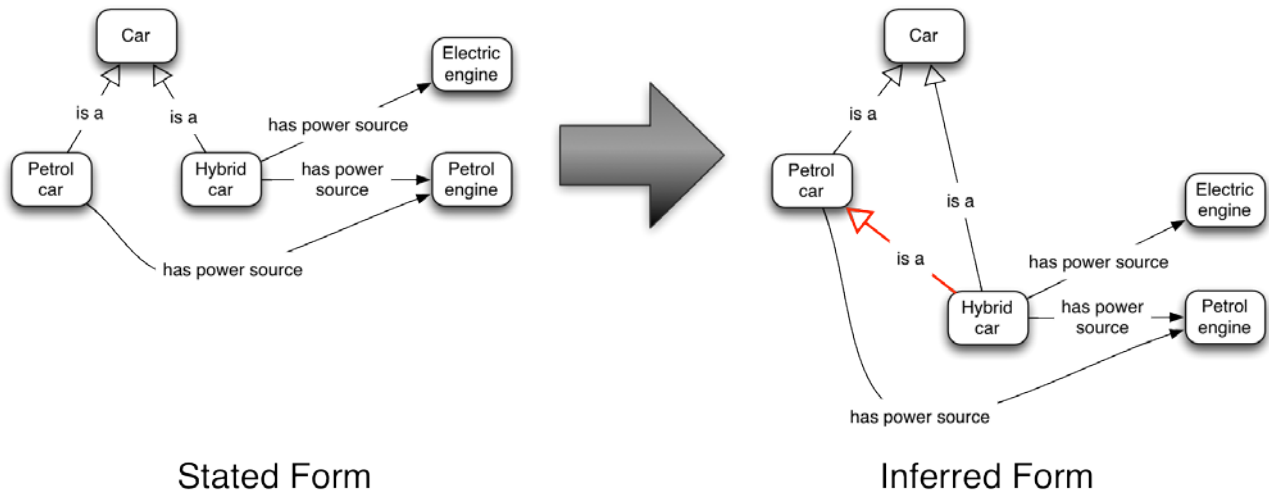 Car
Electric
engine
is a
is a
has power source
Petrol
car
Hybrid
car
has power
source
Petrol
engine
has power source
Stated Form
Car
is a
Petrol
car
is a
Electric
engine
is a
has power source
Hybrid
car
has power
source
Petrol
engine
has power source
Inferred Form